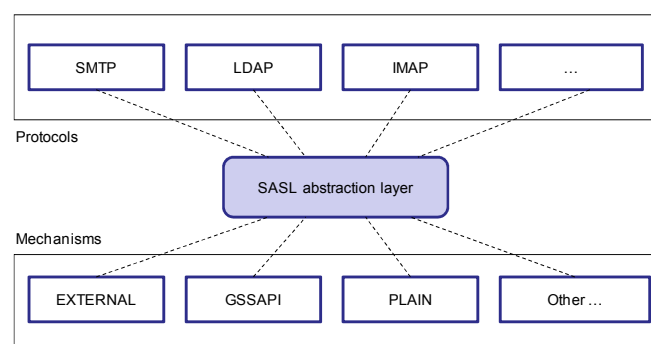 SMTP LDAP IMAP …
Protocols
SASL abstraction layer
Mechanisms
EXTERNAL GSSAPI PLAIN Other …